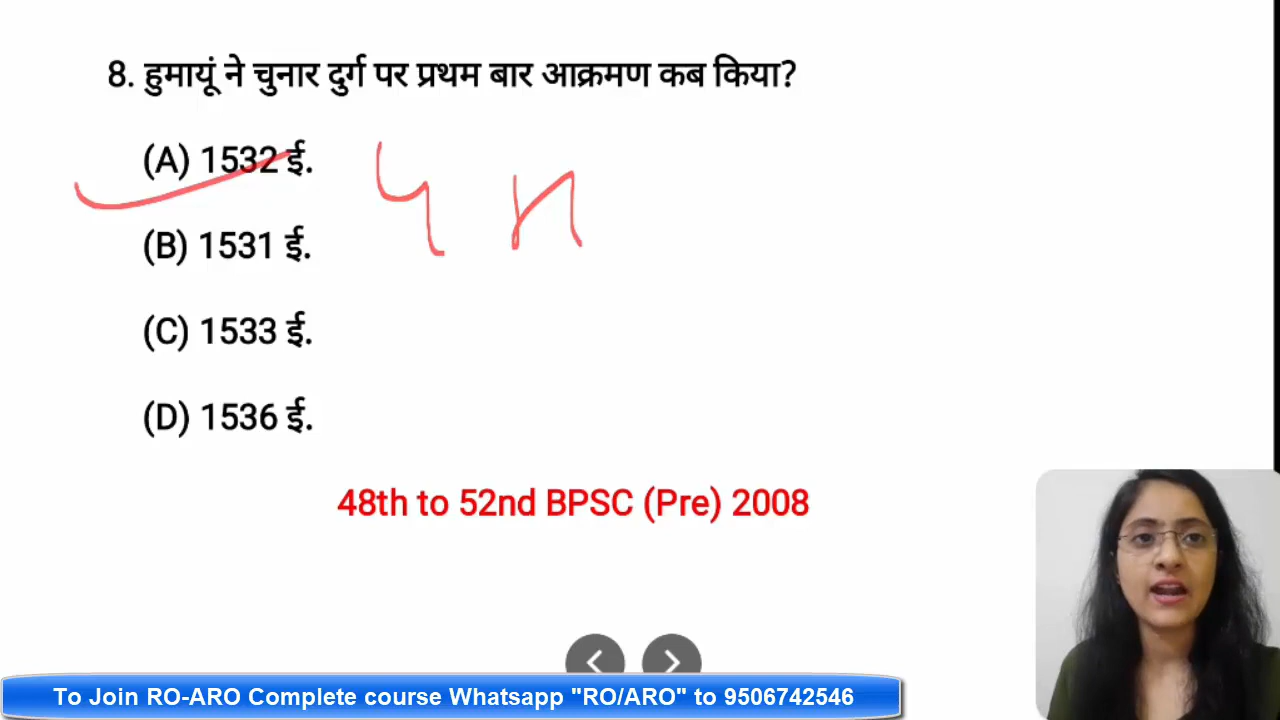 8. हुमायूं ने चुनार दुर्ग पर प्रथम बार आक्रमण कब किया?
(A) 1532 ई.
(B) 1531 ई.
(C) 1533 ई.
(D) 1536 ई.
48th to 52nd BPSC (Pre) 2008
To Join RO-ARO Complete course Whatsapp "RO/ARO" to 9506742546